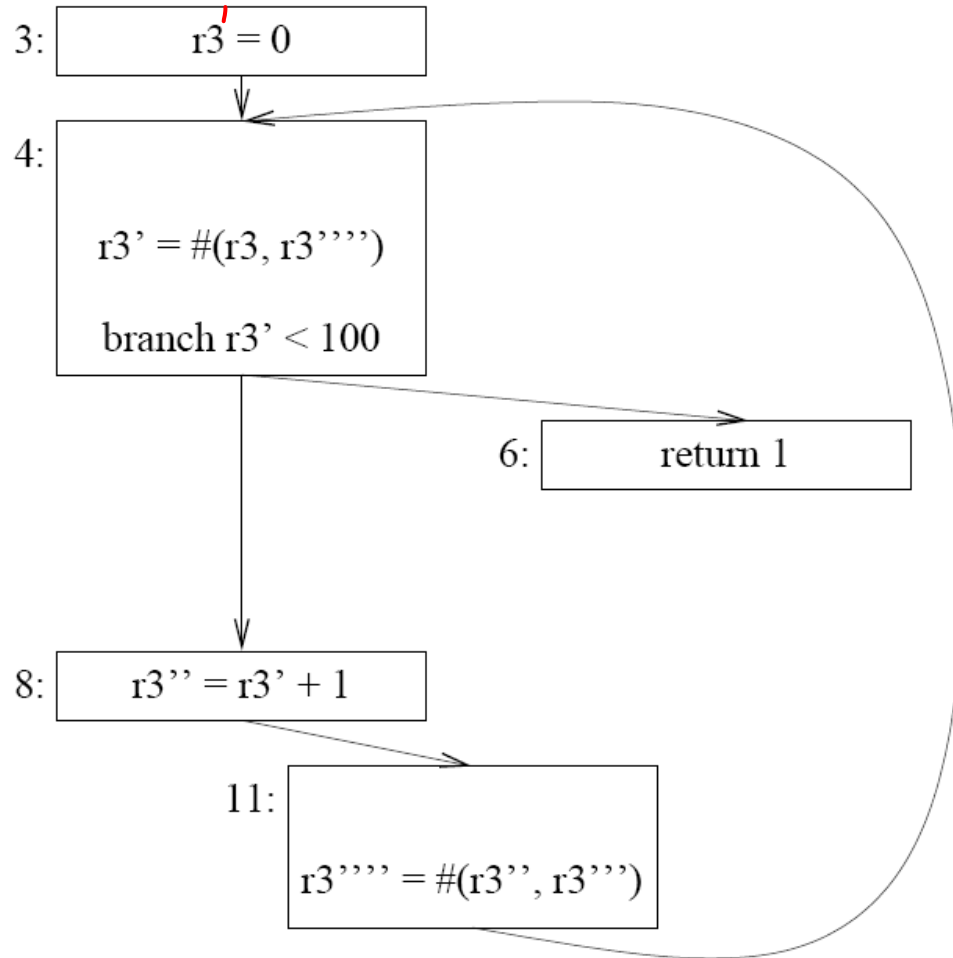 3: r3 = 0
4:
r3’ = #(r3, r3’’’’)
branch r3’ < 100
6: return 1
8: r3’’ = r3’ + 1
11:
r3’’’’ = #(r3’’, r3’’’)